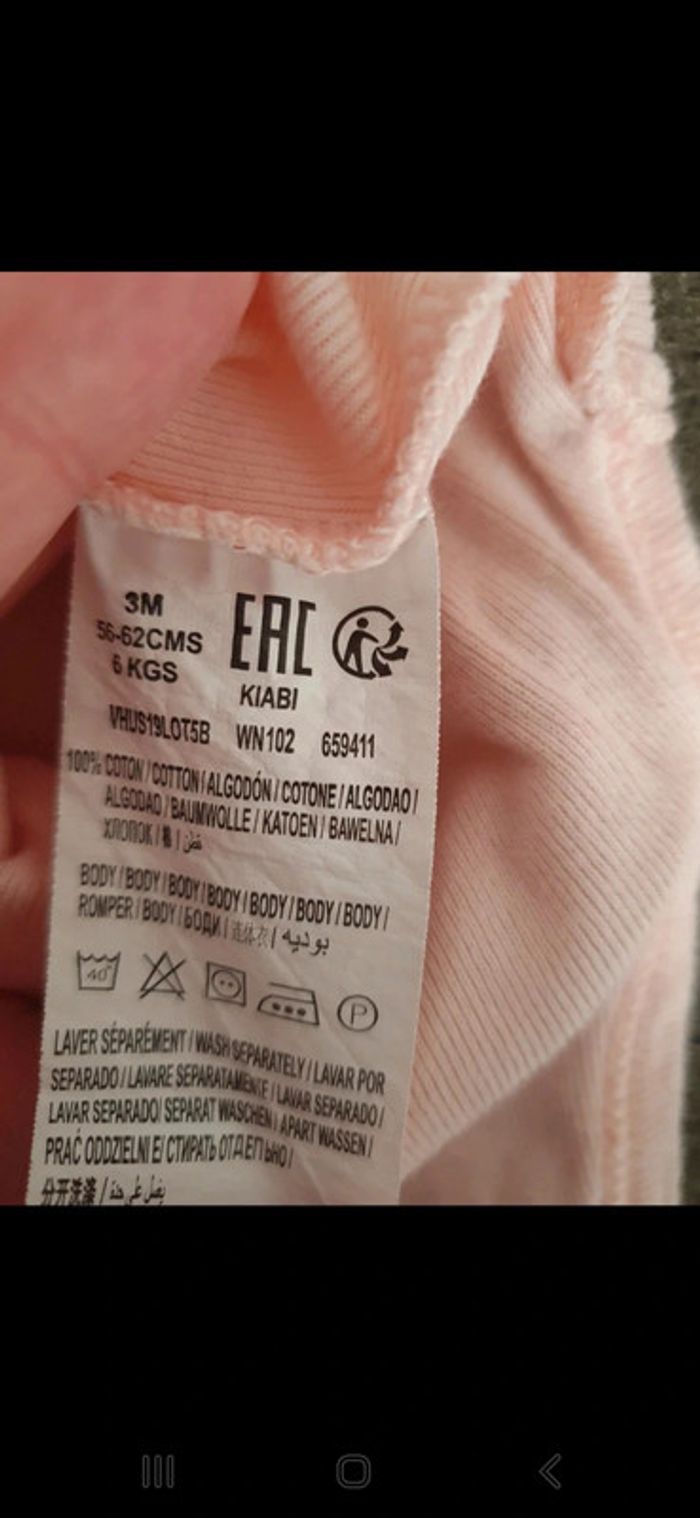 3M
56-62CMS
6 KGS
EAC
KIABI
VHUS19LOT5B WN102 659411
100% COTON / COTTON / ALGODÓN / COTONE / ALGODAO /
ALGODAO / BAUMWOLLE / KATOEN / BAWELNA /
ХЛОПОК / 棉 / قطن
BODY / BODY / BODY / BODY / BODY / BODY / BODY /
ROMPER / BODY / БОДИ / 连体衣 / بوديه
40°
P
LAVER SÉPARÉMENT / WASH SEPARATELY / LAVAR POR
SEPARADO / LAVARE SEPARATAMENTE / LAVAR SEPARADO /
LAVAR SEPARADO/ SEPARAT WASCHEN / APART WASSEN /
PRAĆ ODDZIELNIE/ СТИРАТЬ ОТДЕЛЬНО /
分开洗涤 / يغسل على حدة